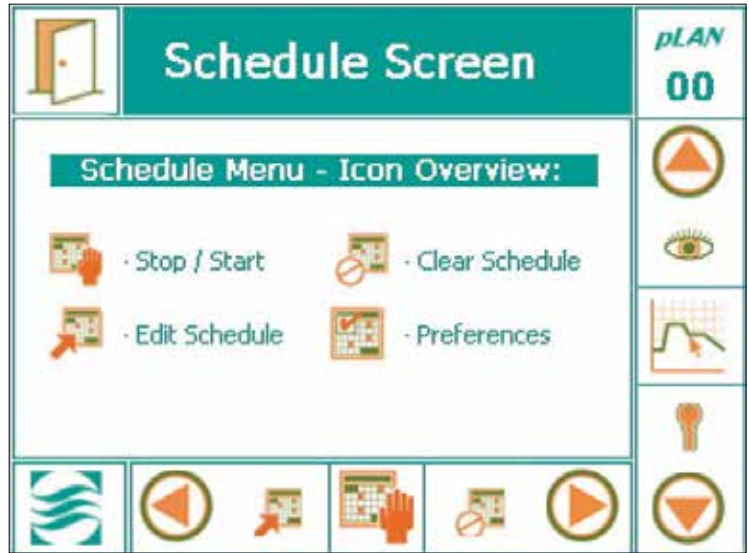 Schedule Screen
pLAN
00
Schedule Menu - Icon Overview:
- Stop / Start
- Clear Schedule
- Edit Schedule
- Preferences